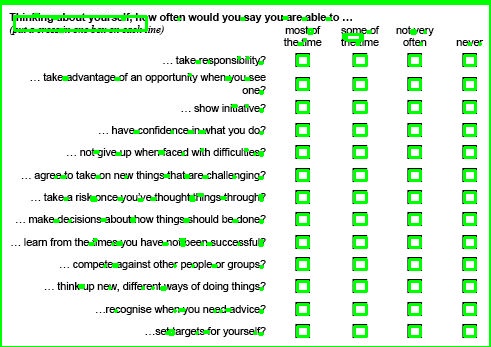 Thinking about yourself, how often would you say you are able to …
(put a cross in one box on each line)
most of the time
some of the time
not very often
never
… take responsibility?
… take advantage of an opportunity when you see
one?
… show initiative?
… have confidence in what you do?
… not give up when faced with difficulties?
… agree to take on new things that are challenging?
… take a risk once you've thought things through?
… make decisions about how things should be done?
… learn from the times you have not been successful?
… compete against other people or groups?
… think up new, different ways of doing things?
…recognise when you need advice?
…set targets for yourself?